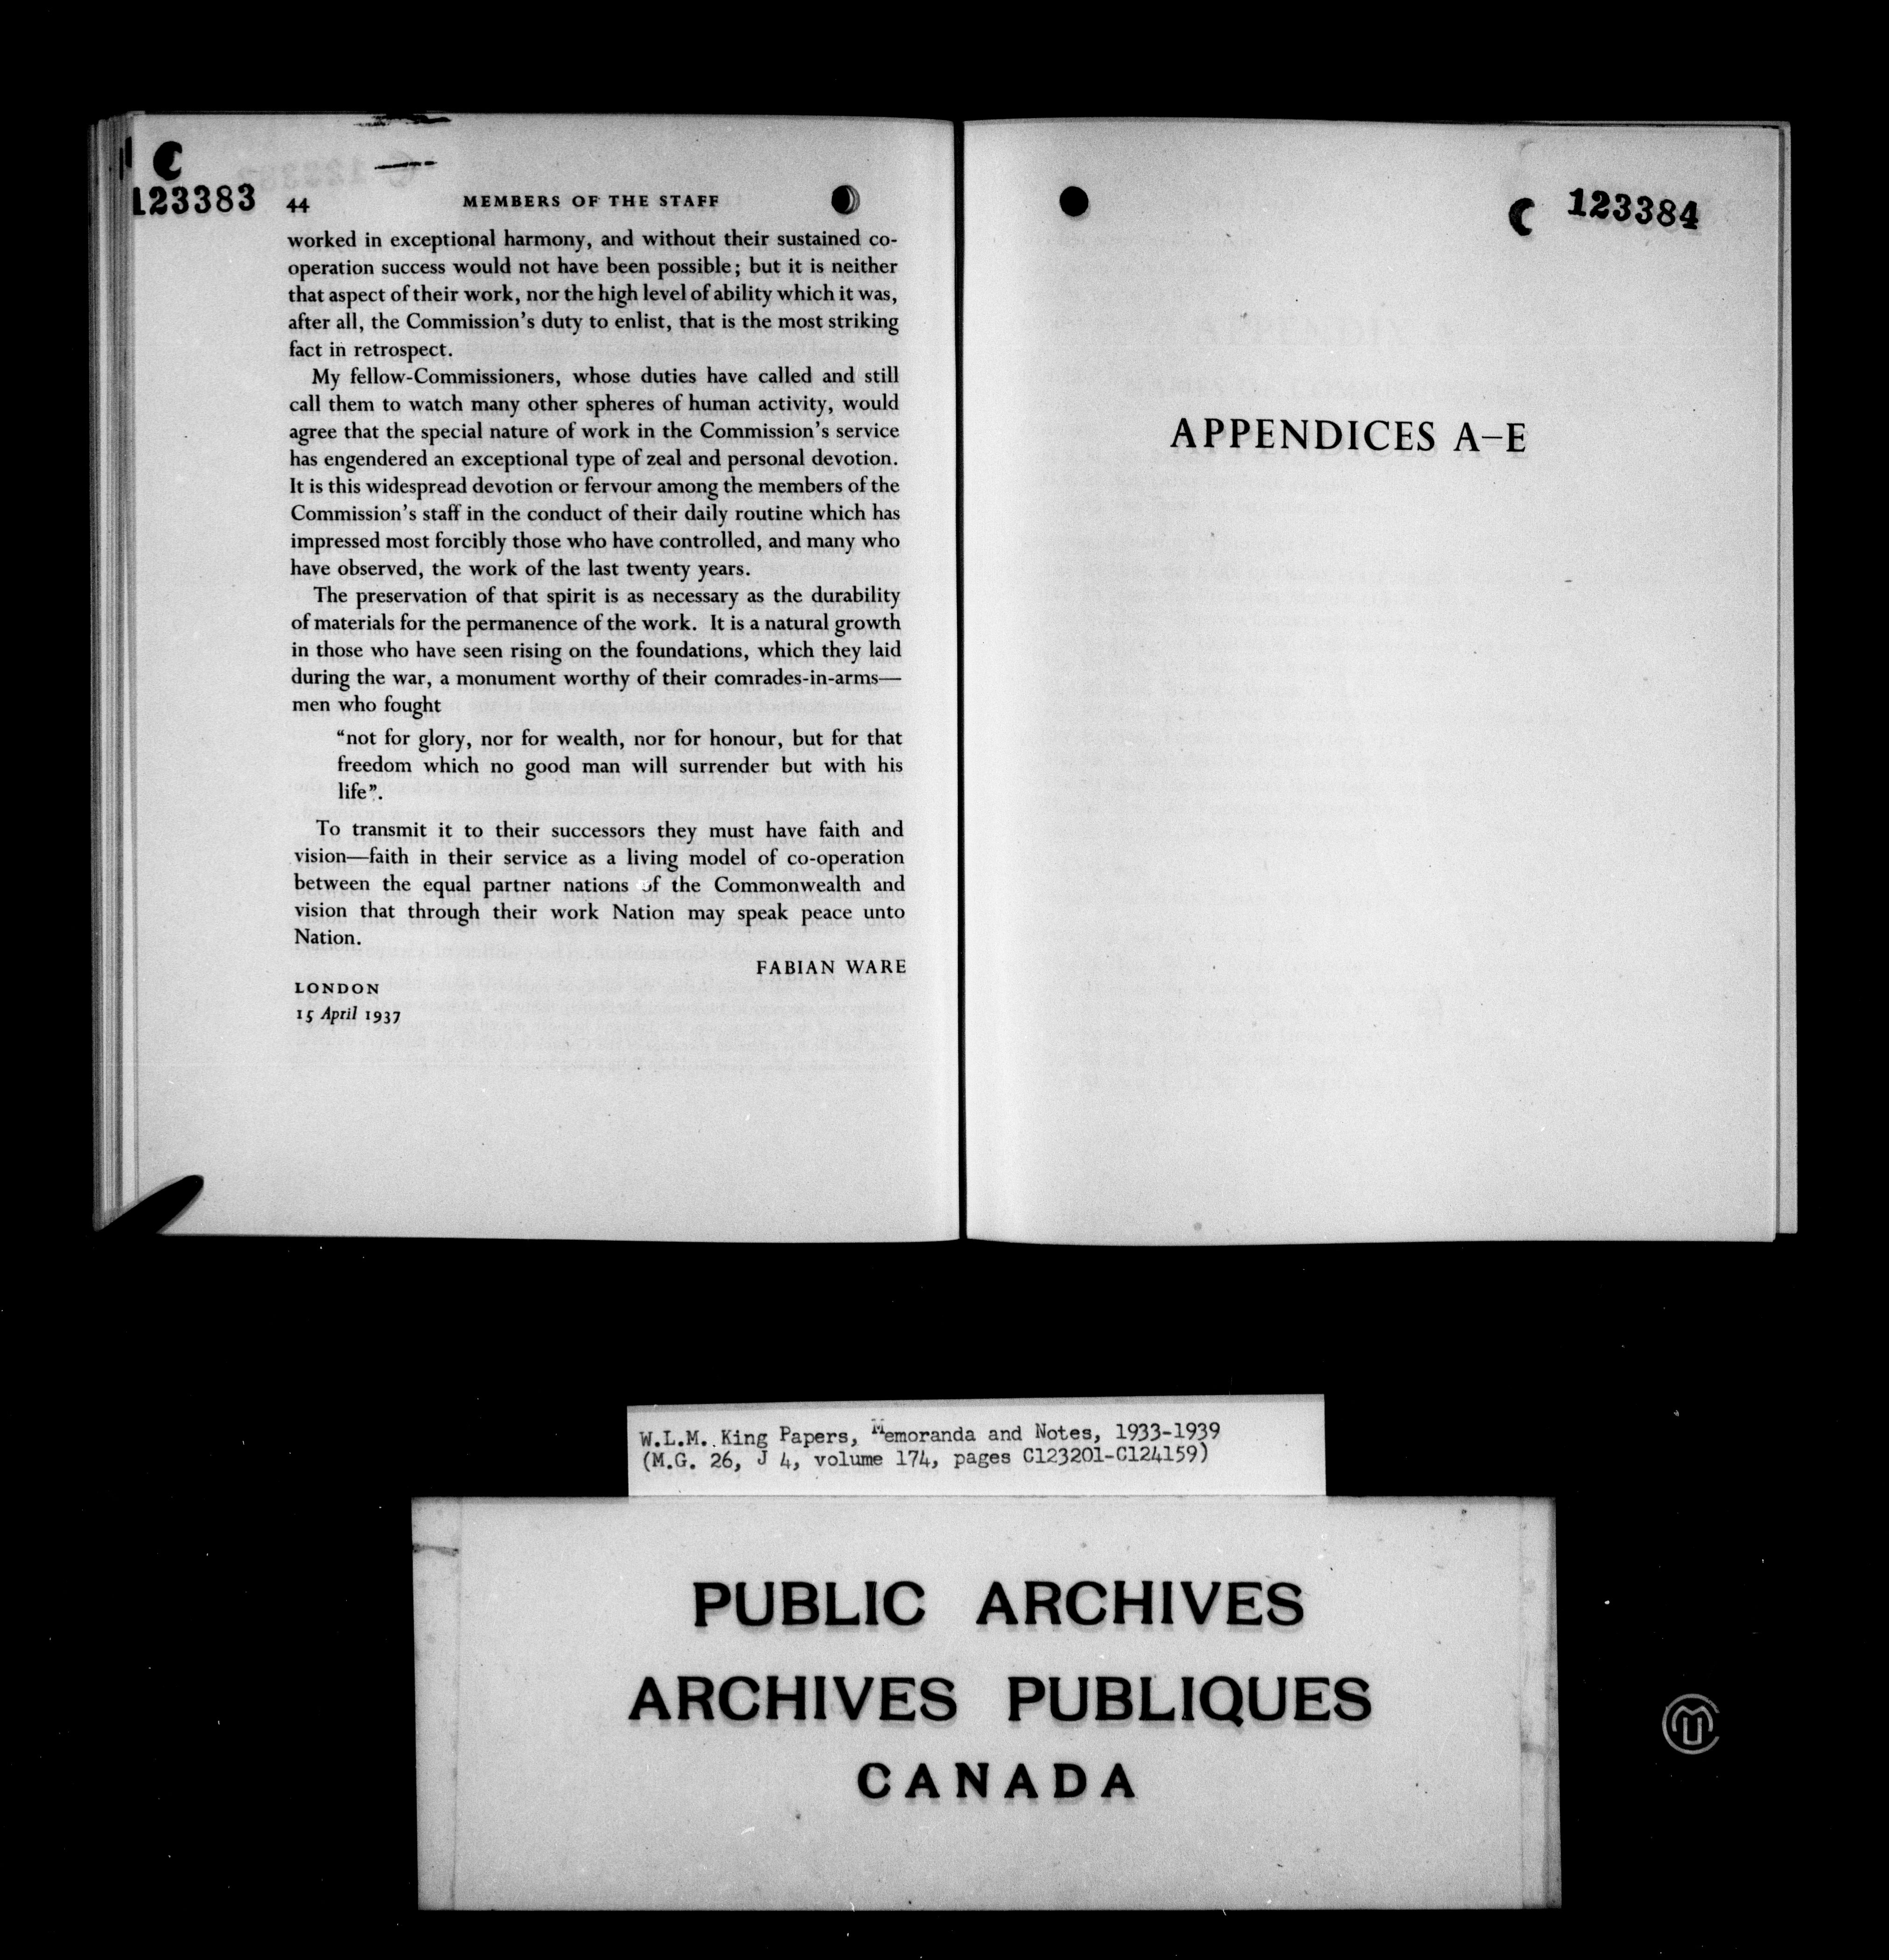 C
123383
44 MEMBERS OF THE STAFF
worked in exceptional harmony, and without their sustained co-
operation success would not have been possible; but it is neither
that aspect of their work, nor the high level of ability which it was,
after all, the Commission's duty to enlist, that is the most striking
fact in retrospect.
My fellow-Commissioners, whose duties have called and still
call them to watch many other spheres of human activity, would
agree that the special nature of work in the Commission's service
has engendered an exceptional type of zeal and personal devotion.
It is this widespread devotion or fervour among the members of the
Commission's staff in the conduct of their daily routine which has
impressed most forcibly those who have controlled, and many who
have observed, the work of the last twenty years.
The preservation of that spirit is as necessary as the durability
of materials for the permanence of the work. It is a natural growth
in those who have seen rising on the foundations, which they laid
during the war, a monument worthy of their comrades-in-arms—
men who fought
“not for glory, nor for wealth, nor for honour, but for that
freedom which no good man will surrender but with his
life”.
To transmit it to their successors they must have faith and
vision—faith in their service as a living model of co-operation
between the equal partner nations of the Commonwealth and
vision that through their work Nation may speak peace unto
Nation.
FABIAN WARE
LONDON
15 April 1937
C 123384
APPENDICES A–E
W.L.M. King Papers, Memoranda and Notes, 1933-1939
(M.G. 26, J 4, volume 174, pages C123201-C124159)
PUBLIC ARCHIVES
ARCHIVES PUBLIQUES
CANADA